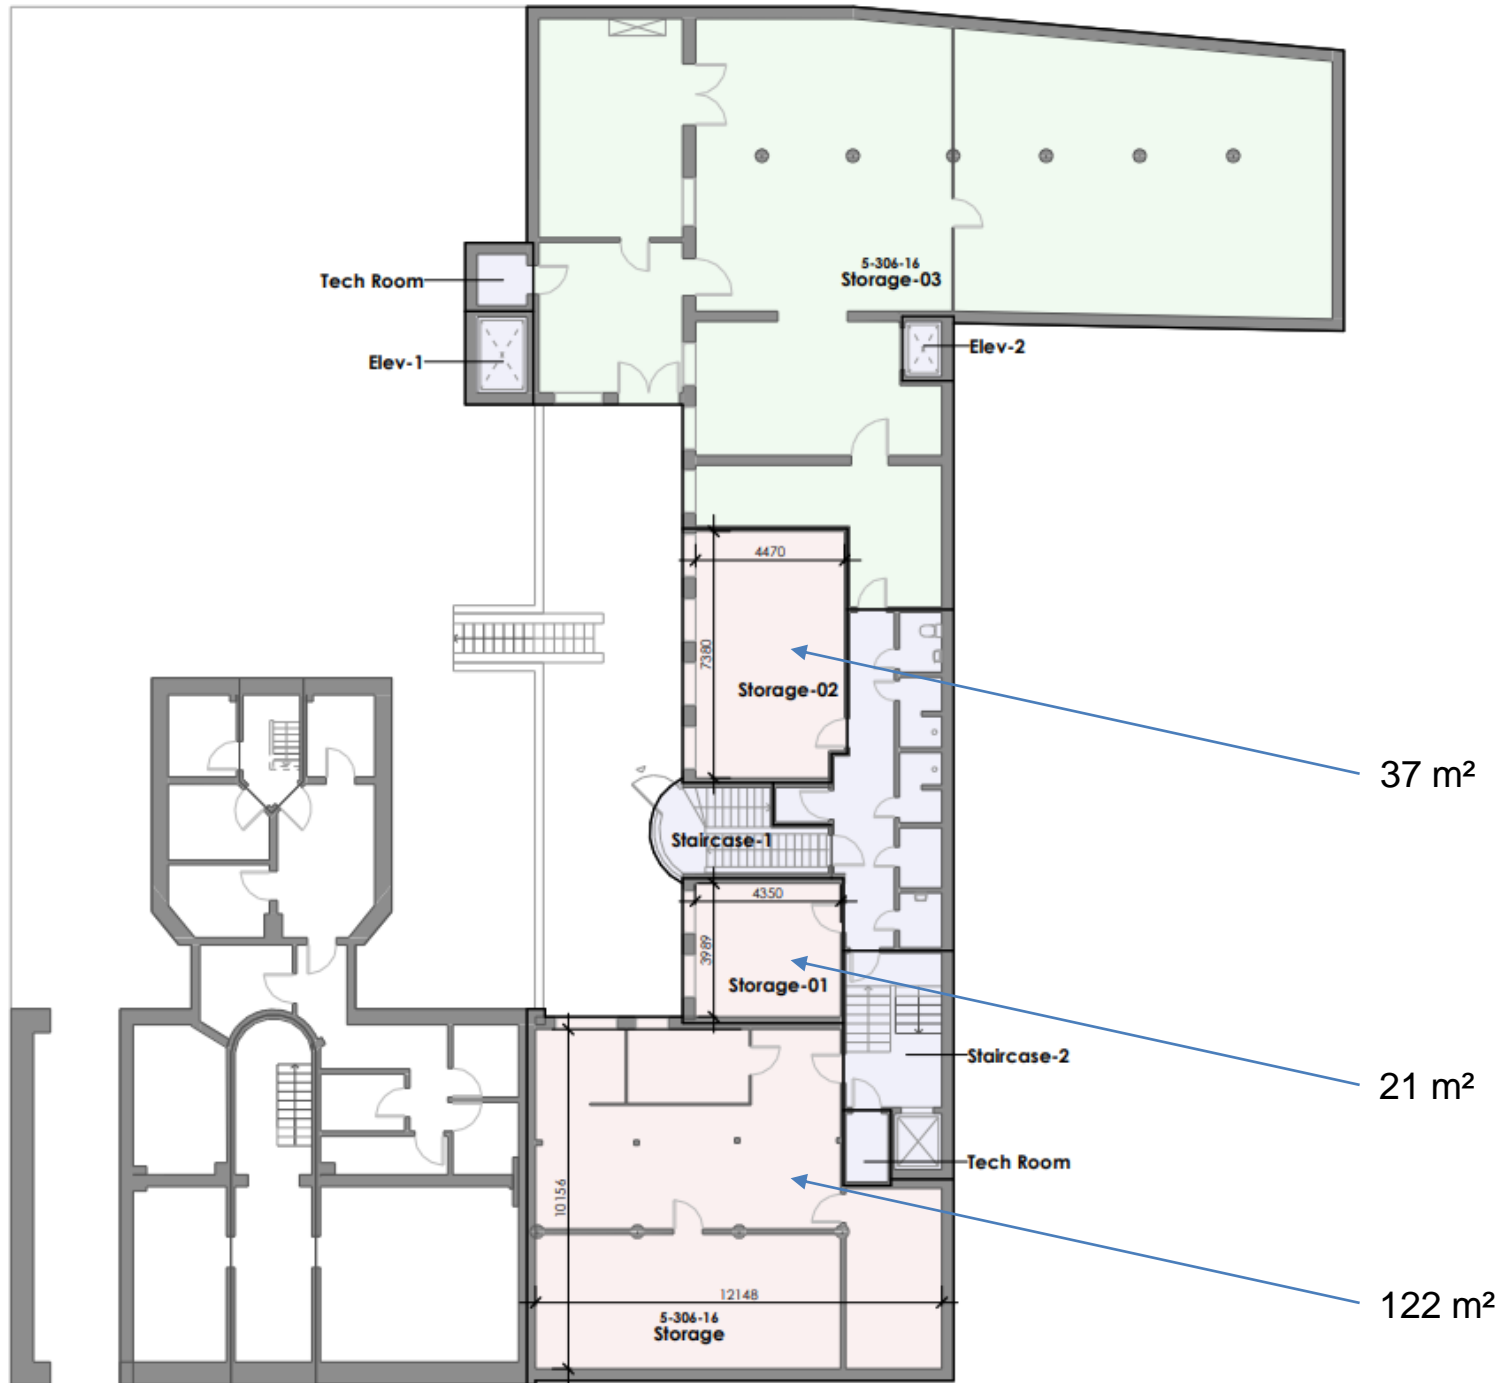 Tech Room
5-306-16
Storage-03
Elev-1
Elev-2
4470
7380
Storage-02
37 m²
Staircase-1
4350
3989
Storage-01
Staircase-2
21 m²
Tech Room
10156
12148
122 m²
5-306-16
Storage